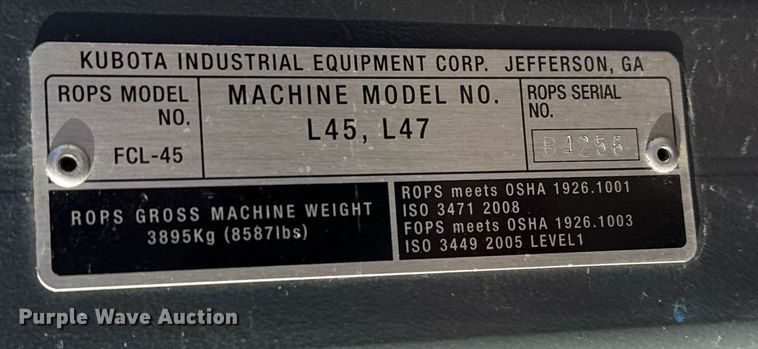 KUBOTA INDUSTRIAL EQUIPMENT CORP. JEFFERSON, GA
ROPS MODEL
NO.
FCL-45
MACHINE MODEL NO.
L45, L47
ROPS SERIAL
NO.
B4256
ROPS GROSS MACHINE WEIGHT
3895Kg (8587lbs)
ROPS meets OSHA 1926.1001
ISO 3471 2008
FOPS meets OSHA 1926.1003
ISO 3449 2005 LEVEL1
Purple Wave Auction